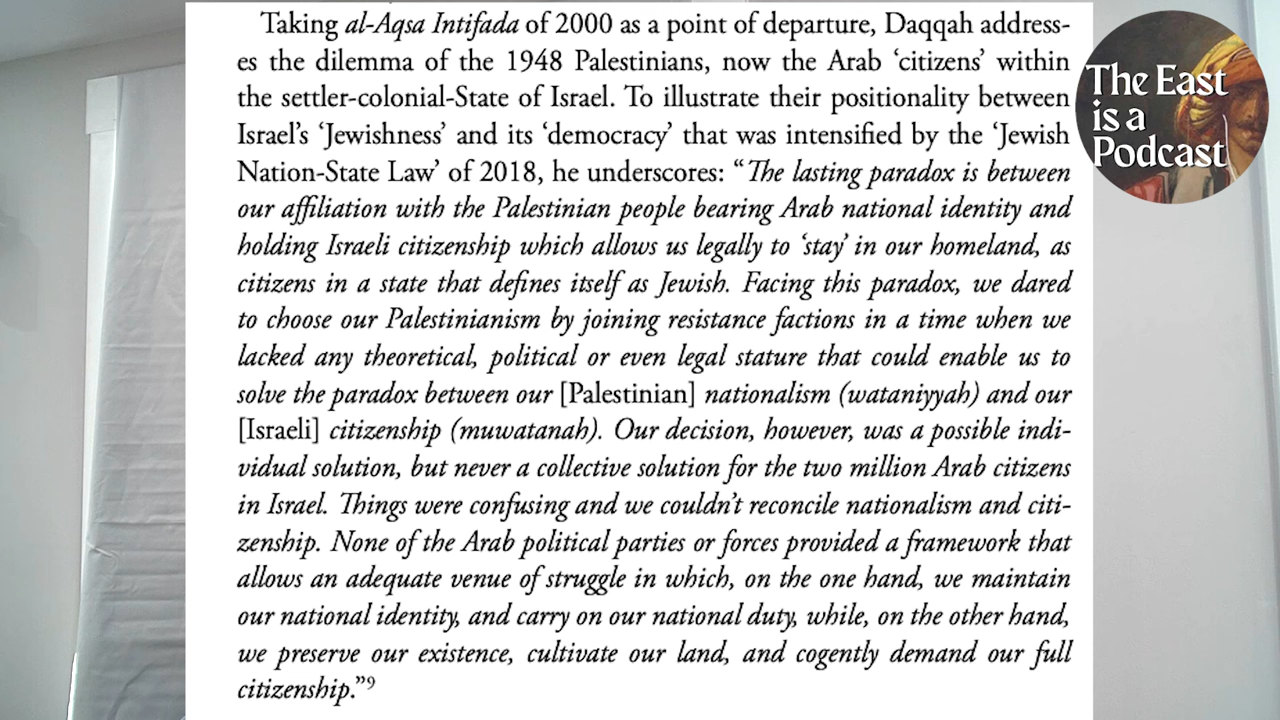 Taking al-Aqsa Intifada of 2000 as a point of departure, Daqqah address-
es the dilemma of the 1948 Palestinians, now the Arab ‘citizens’ within
the settler-colonial-State of Israel. To illustrate their positionality between
Israel’s ‘Jewishness’ and its ‘democracy’ that was intensified by the ‘Jewish
Nation-State Law’ of 2018, he underscores: “The lasting paradox is between
our affiliation with the Palestinian people bearing Arab national identity and
holding Israeli citizenship which allows us legally to ‘stay’ in our homeland, as
citizens in a state that defines itself as Jewish. Facing this paradox, we dared
to choose our Palestinianism by joining resistance factions in a time when we
lacked any theoretical, political or even legal stature that could enable us to
solve the paradox between our [Palestinian] nationalism (wataniyyah) and our
[Israeli] citizenship (muwatanah). Our decision, however, was a possible indi-
vidual solution, but never a collective solution for the two million Arab citizens
in Israel. Things were confusing and we couldn’t reconcile nationalism and citi-
zenship. None of the Arab political parties or forces provided a framework that
allows an adequate venue of struggle in which, on the one hand, we maintain
our national identity, and carry on our national duty, while, on the other hand,
we preserve our existence, cultivate our land, and cogently demand our full
citizenship.”9
The East
is a
Podcast